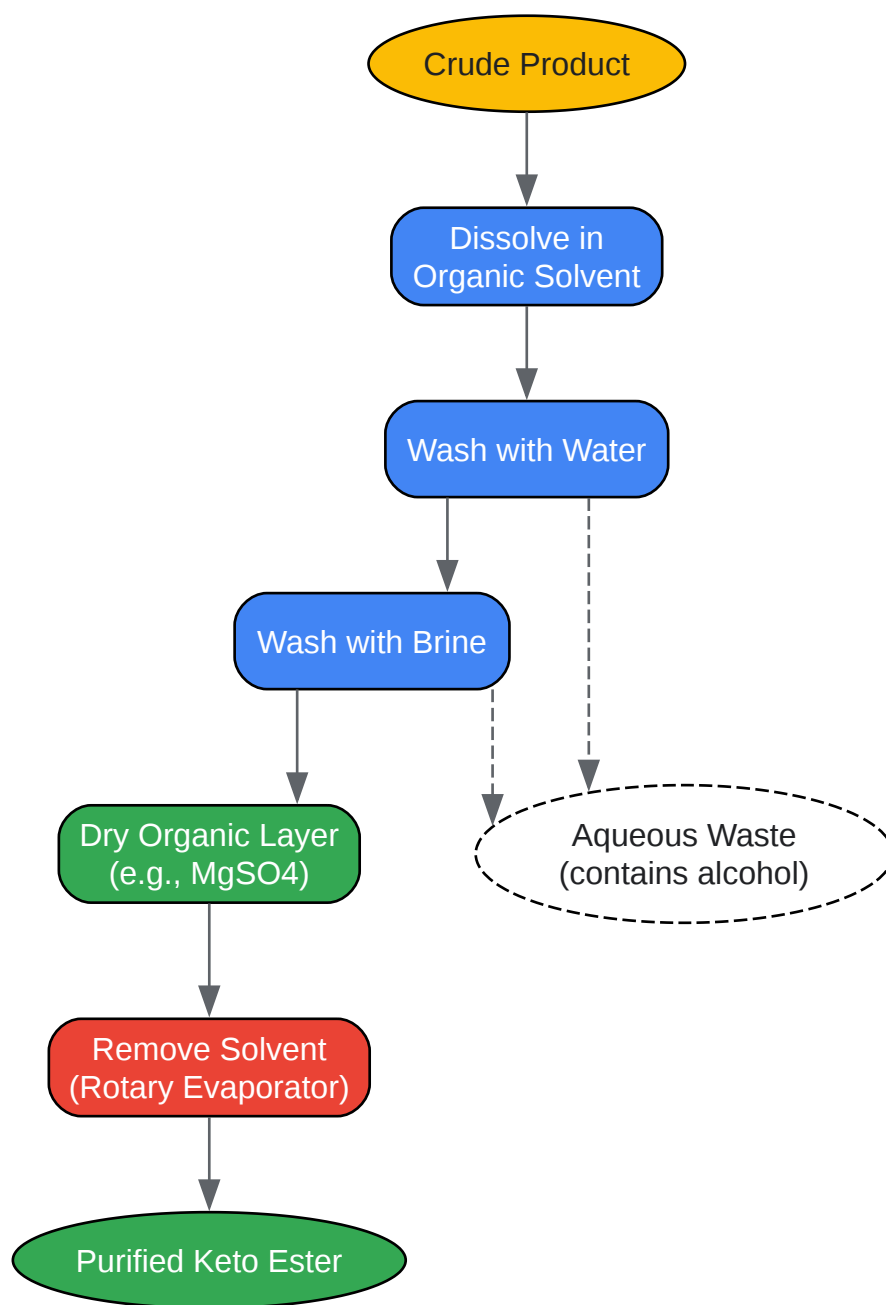 Crude Product
Dissolve in
Organic Solvent
Wash with Water
Wash with Brine
Dry Organic Layer
(e.g., MgSO4)
Aqueous Waste
(contains alcohol)
Remove Solvent
(Rotary Evaporator)
Purified Keto Ester